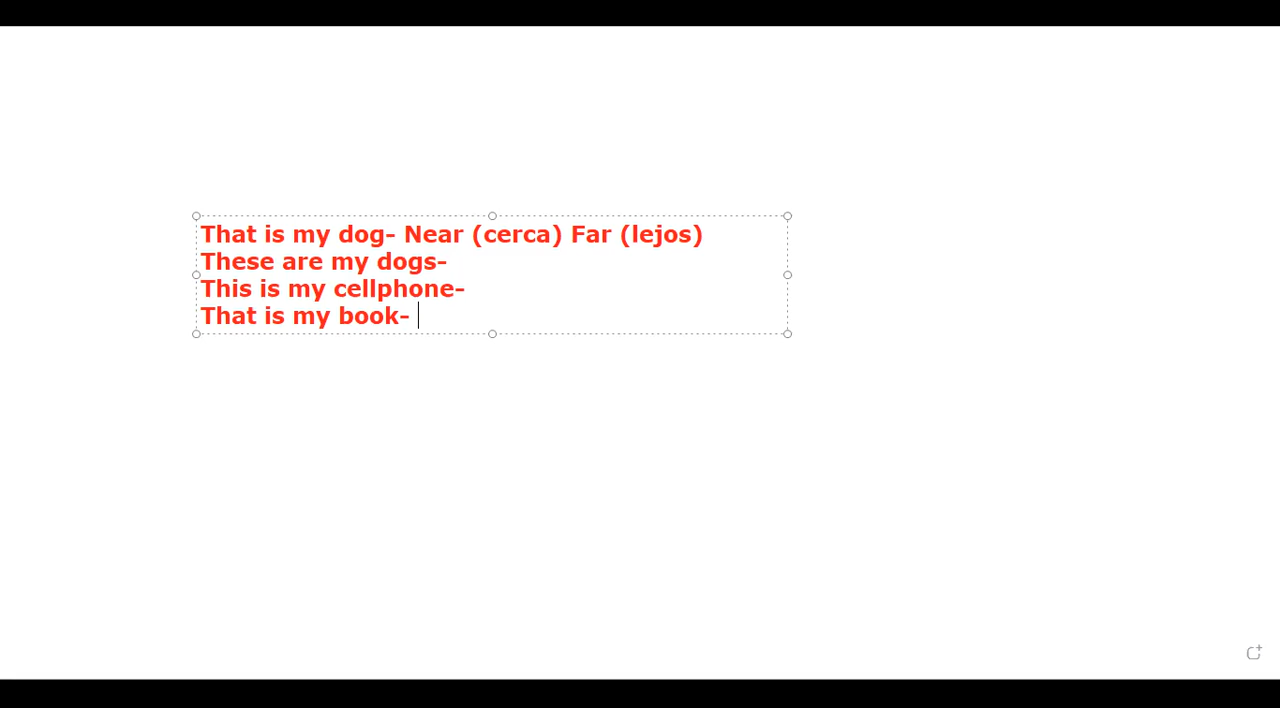 That is my dog- Near (cerca) Far (lejos)
These are my dogs-
This is my cellphone-
That is my book-